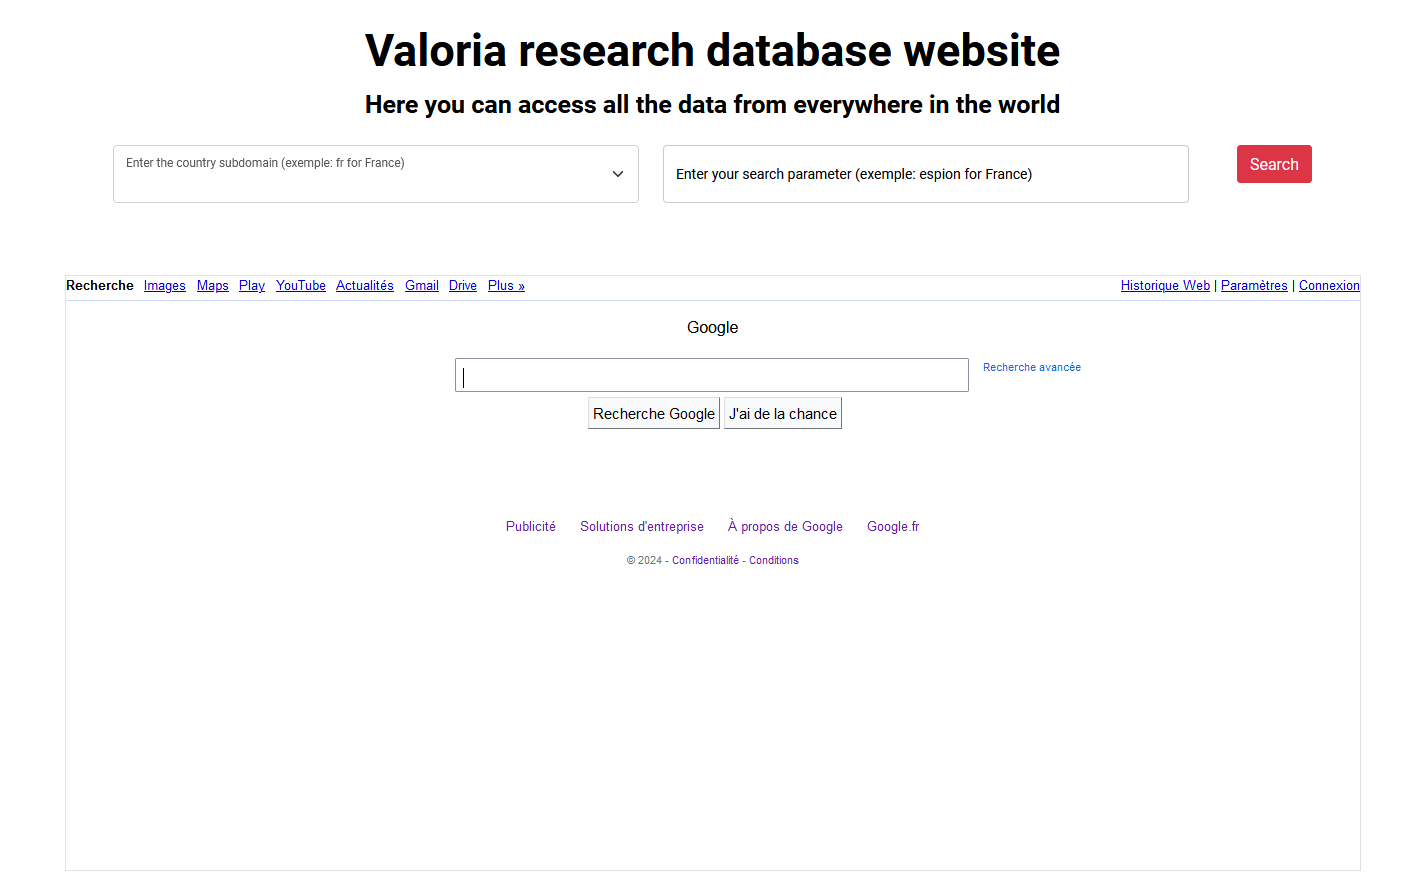 Valoria research database website
Here you can access all the data from everywhere in the world
Enter the country subdomain (exemple: fr for France)
Enter your search parameter (exemple: espion for France)
Search
Recherche Images Maps Play YouTube Actualités Gmail Drive Plus » Historique Web | Paramètres | Connexion
Google
Recherche avancée
Recherche Google J'ai de la chance
Publicité Solutions d'entreprise À propos de Google Google.fr
© 2024 - Confidentialité - Conditions